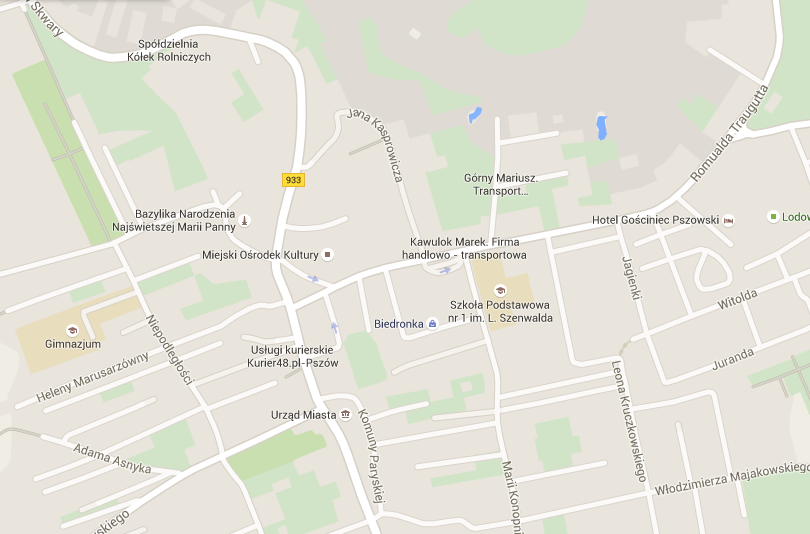 Skwary
Spółdzielnia
Kółek Rolniczych
Jana Kasprowicza
Romualda Traugutta
933
Górny Mariusz.
Transport...
Bazylika Narodzenia
Najświetszej Marii Panny
Hotel Gościniec Pszowski
Lodow
Miejski Ośrodek Kultury
Kawulok Marek. Firma
handlowo - transportowa
Jagienki
Witolda
Szkoła Podstawowa
nr 1 im. L. Szenwalda
Biedronka
Niepodległości
Gimnazjum
Usługi kurierskie
Kurier48.pl-Pszów
Heleny Marusarzówny
Juranda
Leona Kruczkowskiego
Urząd Miasta
Komuny Paryskiej
Adama Asnyka
Marii Konopni
Włodzimierza Majakowskiego
wskiego